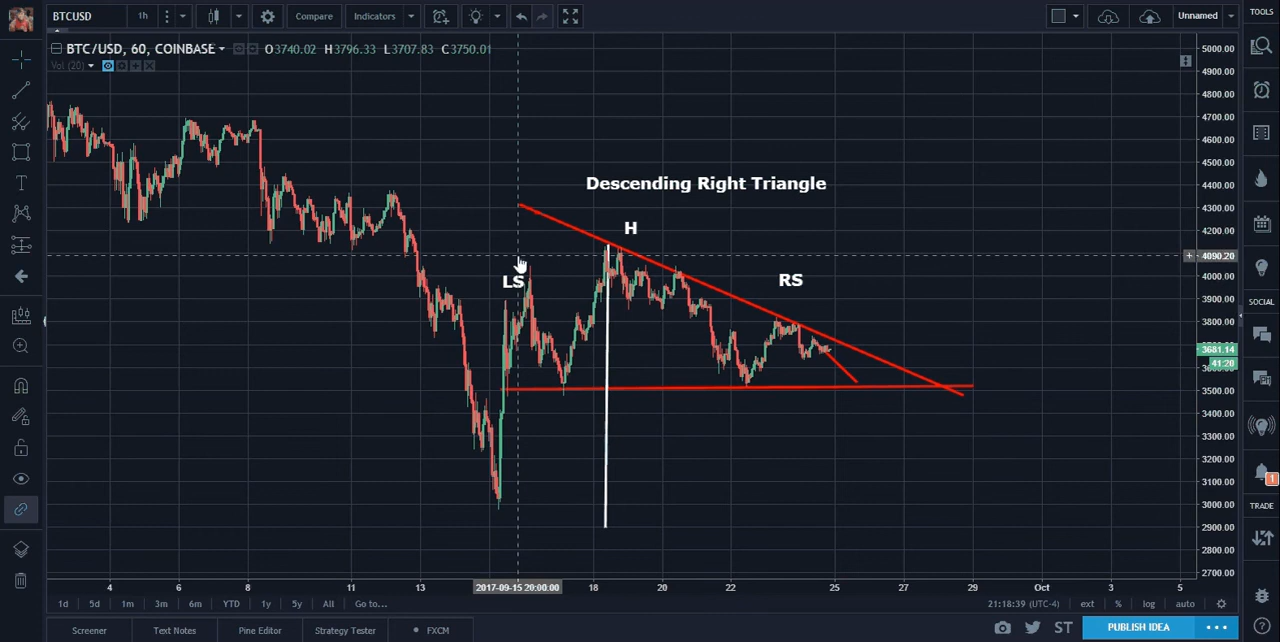 BTCUSD 1h Compare Indicators Unnamed TOOLS
BTC/USD, 60, COINBASE O3740.02 H3796.33 L3707.83 C3750.01
Vol (20)
5000.00
4900.00
4800.00
4700.00
4600.00
4500.00
4400.00
4300.00
4200.00
4090.20
4000.00
3900.00
3800.00
3681.14
41:20
3500.00
3400.00
3300.00
3200.00
3100.00
3000.00
2900.00
2800.00
2700.00
Descending Right Triangle
H
LS
RS
SOCIAL
1
TRADE
4 6 8 11 13 2017-09-15 20:00:00 18 20 22 25 27 29 Oct 3 5
1d 5d 1m 3m 6m YTD 1y 5y All Go to... 21:18:39 (UTC-4) ext % log auto
Screener Text Notes Pine Editor Strategy Tester FXCM ST PUBLISH IDEA